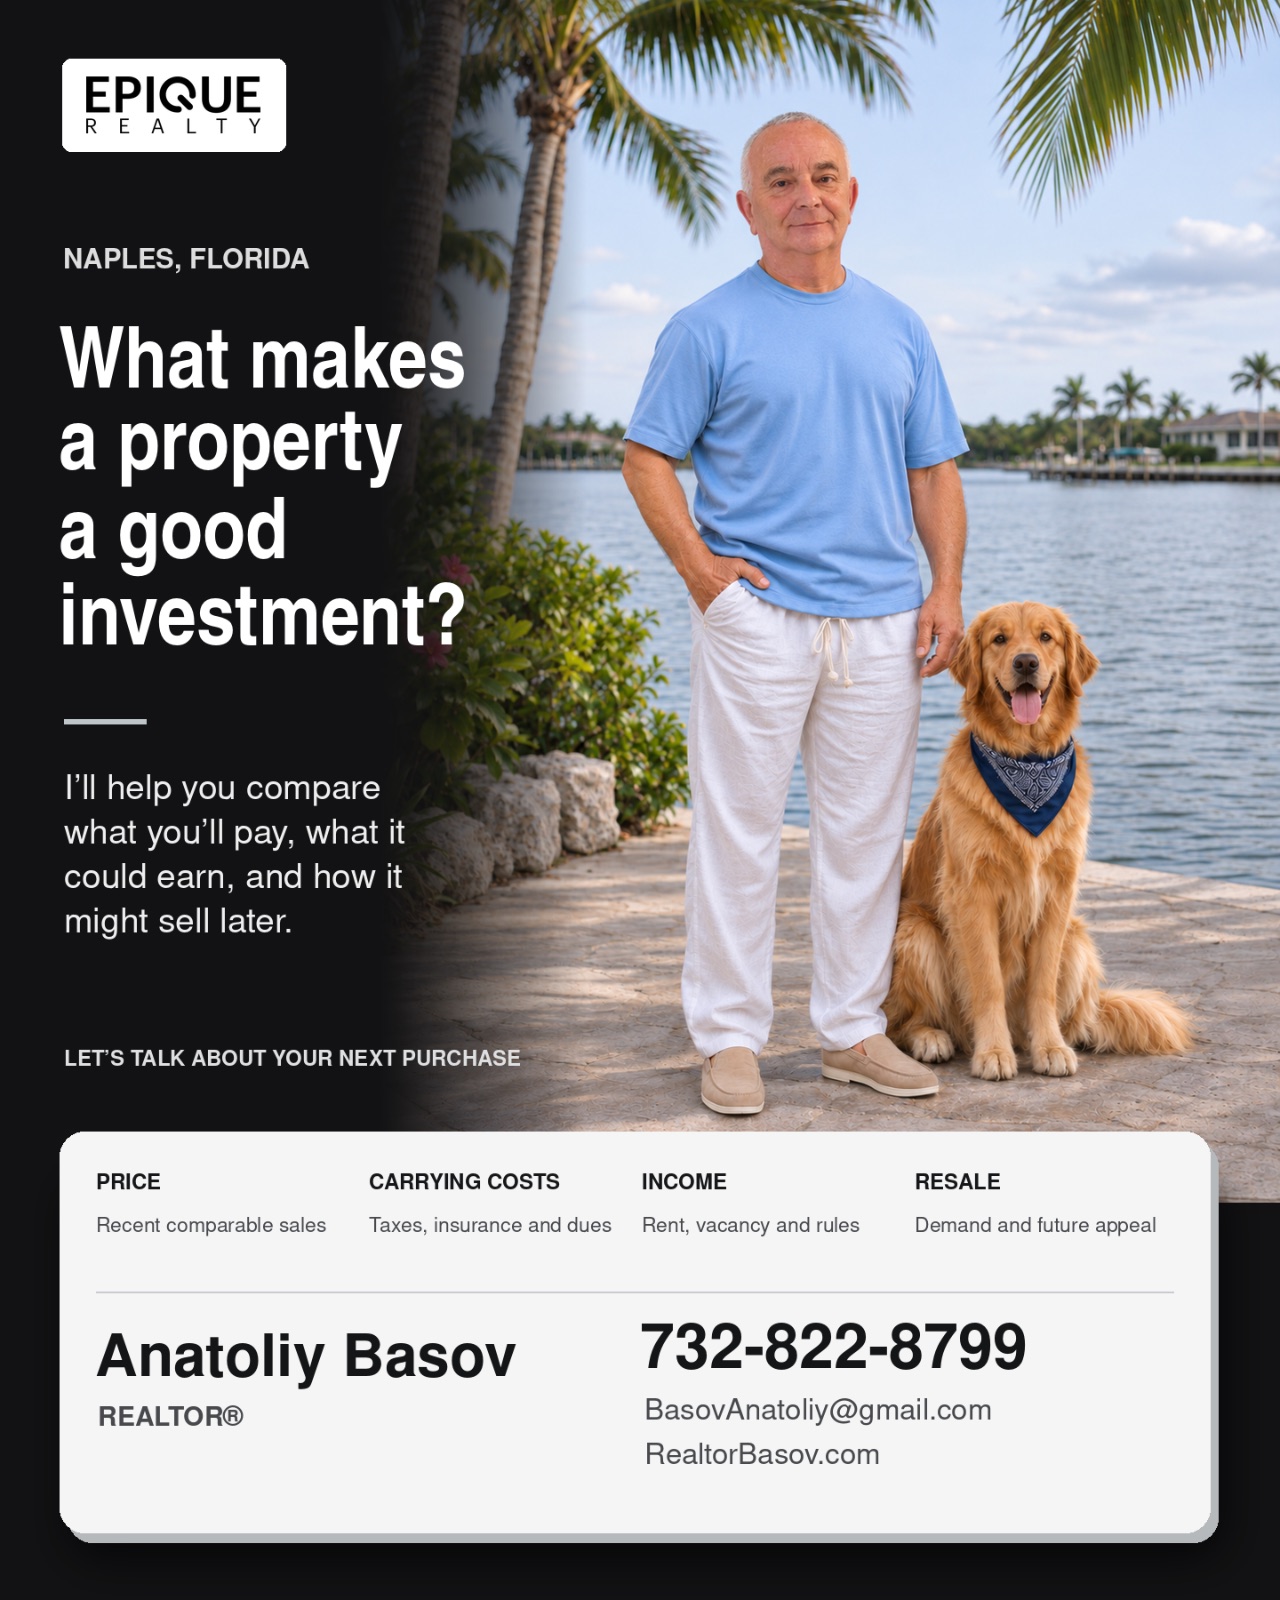 EPIQUE
REALTY
NAPLES, FLORIDA
What makes
a property
a good
investment?
I’ll help you compare
what you’ll pay, what it
could earn, and how it
might sell later.
LET’S TALK ABOUT YOUR NEXT PURCHASE
PRICE
Recent comparable sales
CARRYING COSTS
Taxes, insurance and dues
INCOME
Rent, vacancy and rules
RESALE
Demand and future appeal
Anatoliy Basov
REALTOR®
732-822-8799
BasovAnatoliy@gmail.com
RealtorBasov.com